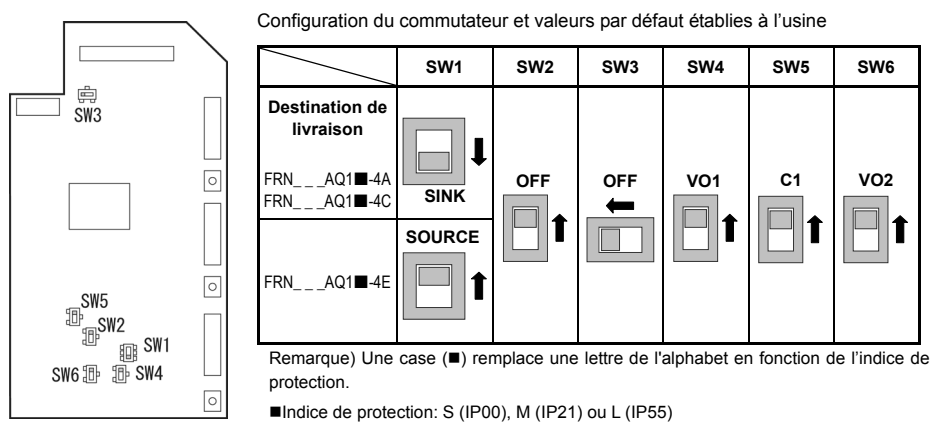 Configuration du commutateur et valeurs par défaut établies à l'usine
SW1 SW2 SW3 SW4 SW5 SW6
Destination de
livraison
FRN_ _ _AQ1■-4A
FRN_ _ _AQ1■-4C
SINK
OFF OFF VO1 C1 VO2
SOURCE
FRN_ _ _AQ1■-4E
SW3
SW5
SW2
SW1
SW6
SW4
Remarque) Une case (■) remplace une lettre de l'alphabet en fonction de l'indice de
protection.
■Indice de protection: S (IP00), M (IP21) ou L (IP55)